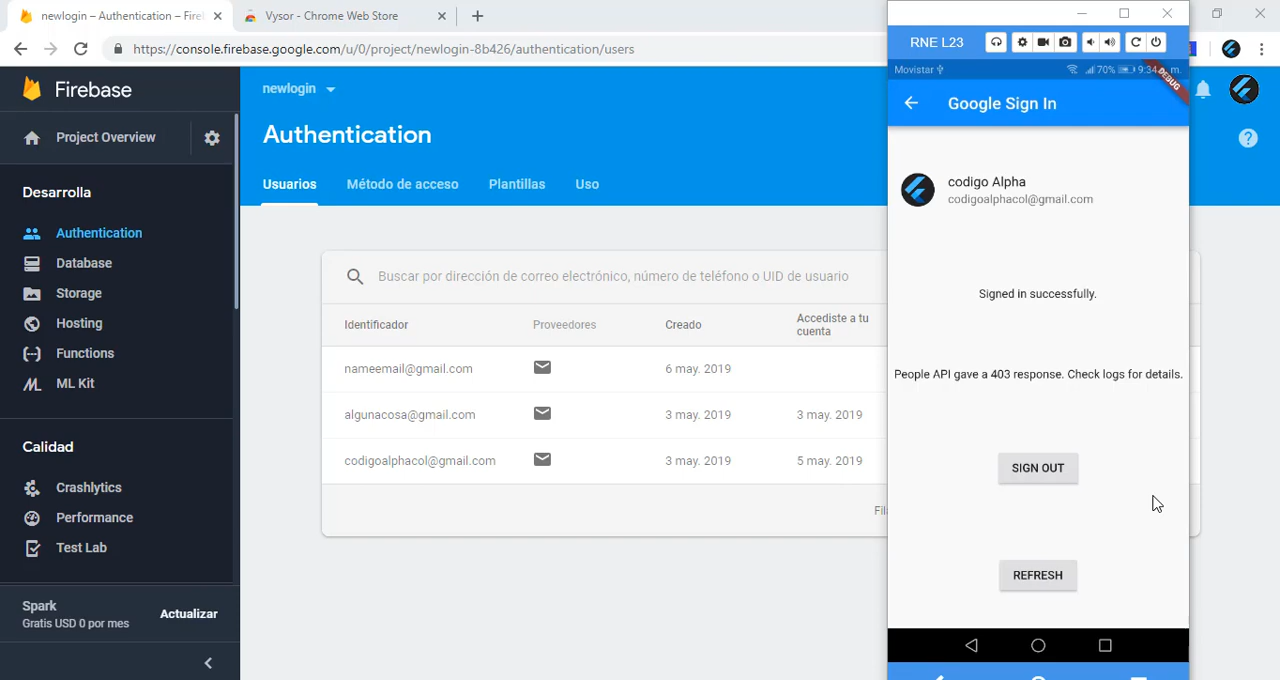 newlogin – Authentication – Fire
Vysor - Chrome Web Store
https://console.firebase.google.com/u/0/project/newlogin-8b426/authentication/users
Firebase
Project Overview
Desarrolla
Authentication
Database
Storage
Hosting
Functions
ML Kit
Calidad
Crashlytics
Performance
Test Lab
Spark
Gratis USD 0 por mes
Actualizar
newlogin
Authentication
Usuarios
Método de acceso
Plantillas
Uso
Buscar por dirección de correo electrónico, número de teléfono o UID de usuario
Identificador
Proveedores
Creado
Accediste a tu
cuenta
nameemail@gmail.com
6 may. 2019
algunacosa@gmail.com
3 may. 2019
3 may. 2019
codigoalphacol@gmail.com
3 may. 2019
5 may. 2019
RNE L23
Movistar
70%
DEBUG
Google Sign In
codigo Alpha
codigoalphacol@gmail.com
Signed in successfully.
People API gave a 403 response. Check logs for details.
SIGN OUT
REFRESH